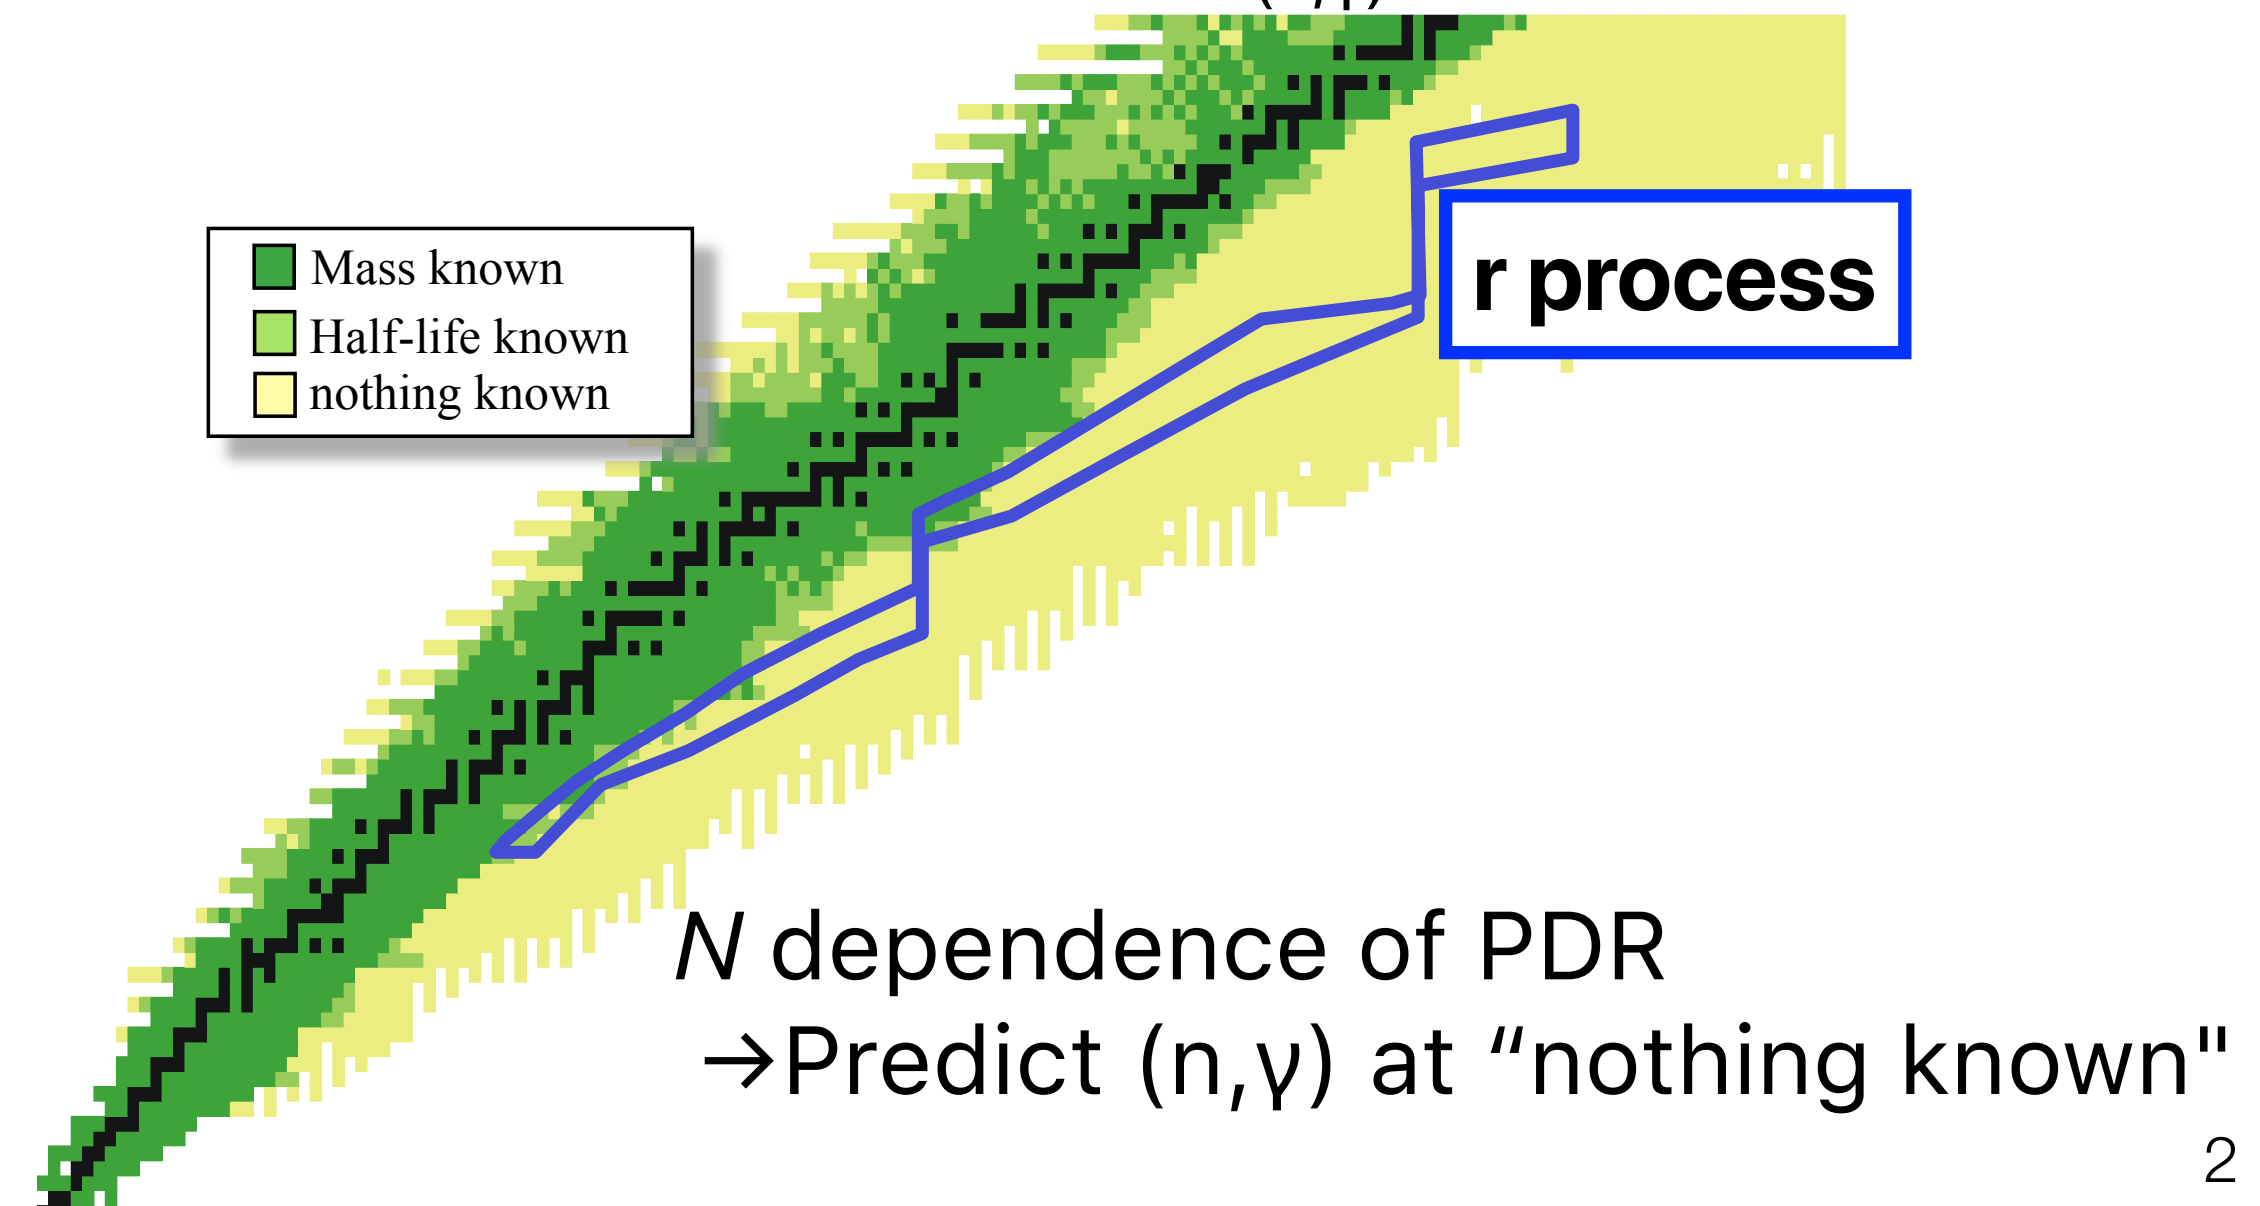 Mass known
Half-life known
nothing known
r process
N dependence of PDR
→Predict (n,γ) at “nothing known"
2